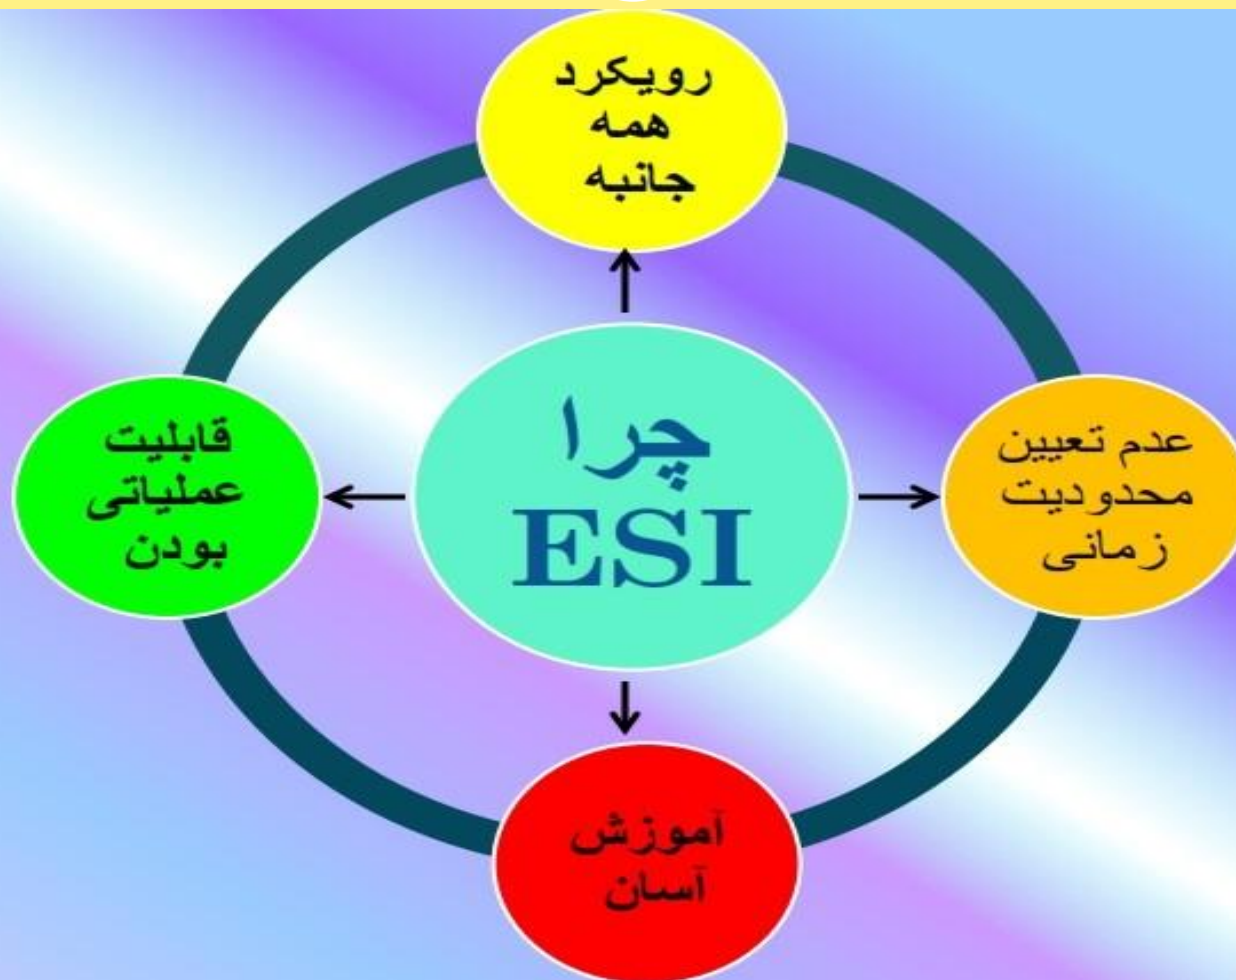 رویکرد
همه
جانبه
چرا
ESI
عدم تعیین
محدودیت
زمانی
قابلیت
عملیاتی
بودن
آموزش
آسان